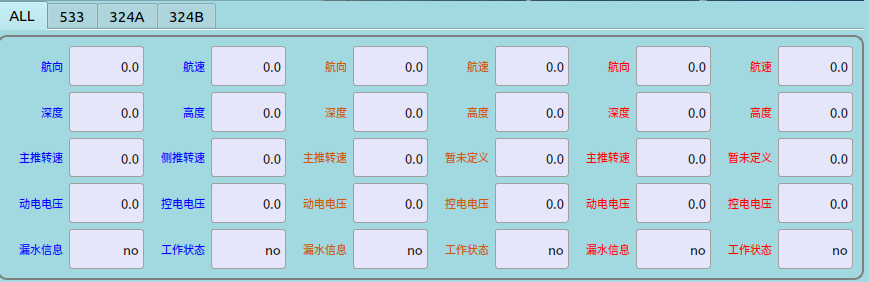 ALL 533 324A 324B
航向 0.0 航速 0.0 航向 0.0 航速 0.0 航向 0.0 航速 0.0
深度 0.0 高度 0.0 深度 0.0 高度 0.0 深度 0.0 高度 0.0
主推转速 0.0 侧推转速 0.0 主推转速 0.0 暂未定义 0.0 主推转速 0.0 暂未定义 0.0
动电电压 0.0 控电电压 0.0 动电电压 0.0 控电电压 0.0 动电电压 0.0 控电电压 0.0
漏水信息 no 工作状态 no 漏水信息 no 工作状态 no 漏水信息 no 工作状态 no